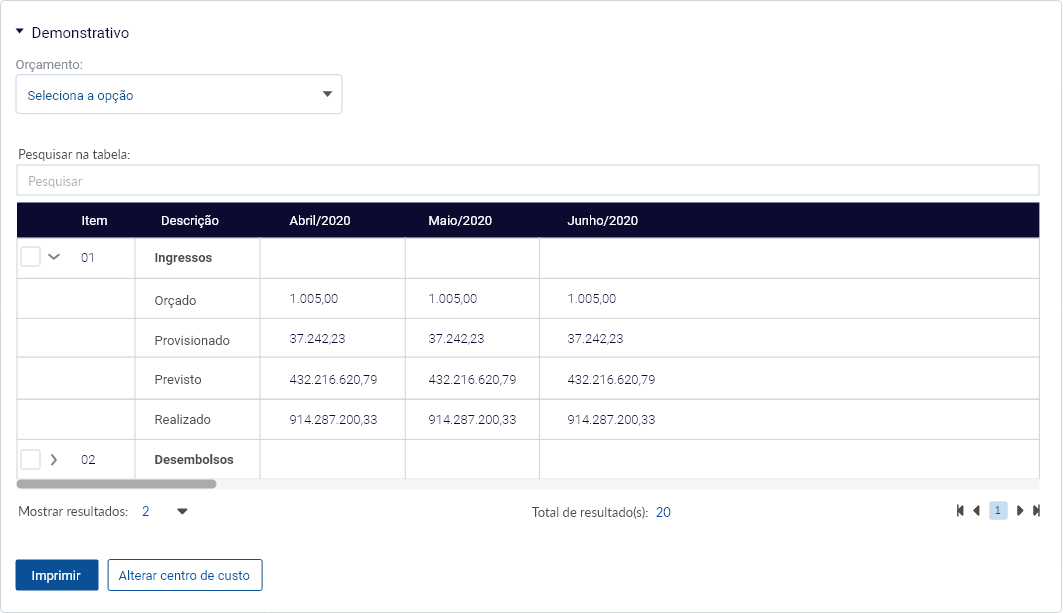 Demonstrativo
Orçamento:
Seleciona a opção
Pesquisar na tabela:
Pesquisar
Item Descrição Abril/2020 Maio/2020 Junho/2020
01 Ingressos
Orçado 1.005,00 1.005,00 1.005,00
Provisionado 37.242,23 37.242,23 37.242,23
Previsto 432.216.620,79 432.216.620,79 432.216.620,79
Realizado 914.287.200,33 914.287.200,33 914.287.200,33
02 Desembolsos
Mostrar resultados: 2 Total de resultado(s): 20 1
Imprimir Alterar centro de custo